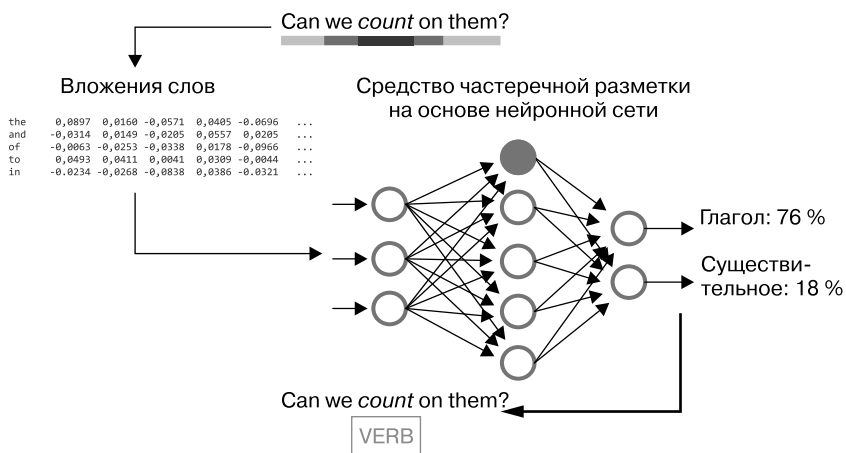 Can we count on them?
Вложения слов
the 0,0897 0,0160 -0,0571 0,0405 -0.0696 ...
and -0,0314 0,0149 -0,0205 0,0557 0,0205 ...
of -0,0063 -0,0253 -0,0338 0,0178 -0,0966 ...
to 0,0493 0,0411 0,0041 0,0309 -0,0044 ...
in -0.0234 -0,0268 -0,0838 0,0386 -0.0321 ...
Средство частеречной разметки
на основе нейронной сети
Глагол: 76 %
Существи-
тельное: 18 %
Can we count on them?
VERB